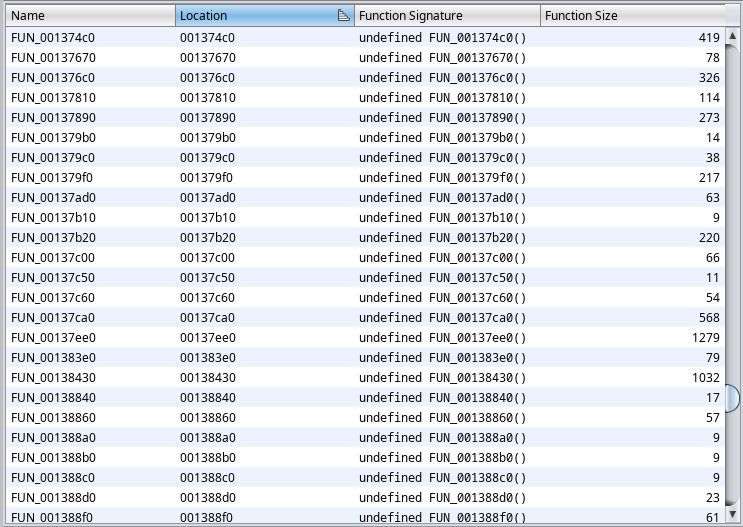 Name Location Function Signature Function Size
FUN_001374c0 001374c0 undefined FUN_001374c0() 419
FUN_00137670 00137670 undefined FUN_00137670() 78
FUN_001376c0 001376c0 undefined FUN_001376c0() 326
FUN_00137810 00137810 undefined FUN_00137810() 114
FUN_00137890 00137890 undefined FUN_00137890() 273
FUN_001379b0 001379b0 undefined FUN_001379b0() 14
FUN_001379c0 001379c0 undefined FUN_001379c0() 38
FUN_001379f0 001379f0 undefined FUN_001379f0() 217
FUN_00137ad0 00137ad0 undefined FUN_00137ad0() 63
FUN_00137b10 00137b10 undefined FUN_00137b10() 9
FUN_00137b20 00137b20 undefined FUN_00137b20() 220
FUN_00137c00 00137c00 undefined FUN_00137c00() 66
FUN_00137c50 00137c50 undefined FUN_00137c50() 11
FUN_00137c60 00137c60 undefined FUN_00137c60() 54
FUN_00137ca0 00137ca0 undefined FUN_00137ca0() 568
FUN_00137ee0 00137ee0 undefined FUN_00137ee0() 1279
FUN_001383e0 001383e0 undefined FUN_001383e0() 79
FUN_00138430 00138430 undefined FUN_00138430() 1032
FUN_00138840 00138840 undefined FUN_00138840() 17
FUN_00138860 00138860 undefined FUN_00138860() 57
FUN_001388a0 001388a0 undefined FUN_001388a0() 9
FUN_001388b0 001388b0 undefined FUN_001388b0() 9
FUN_001388c0 001388c0 undefined FUN_001388c0() 9
FUN_001388d0 001388d0 undefined FUN_001388d0() 23
FUN_001388f0 001388f0 undefined FUN_001388f0() 61